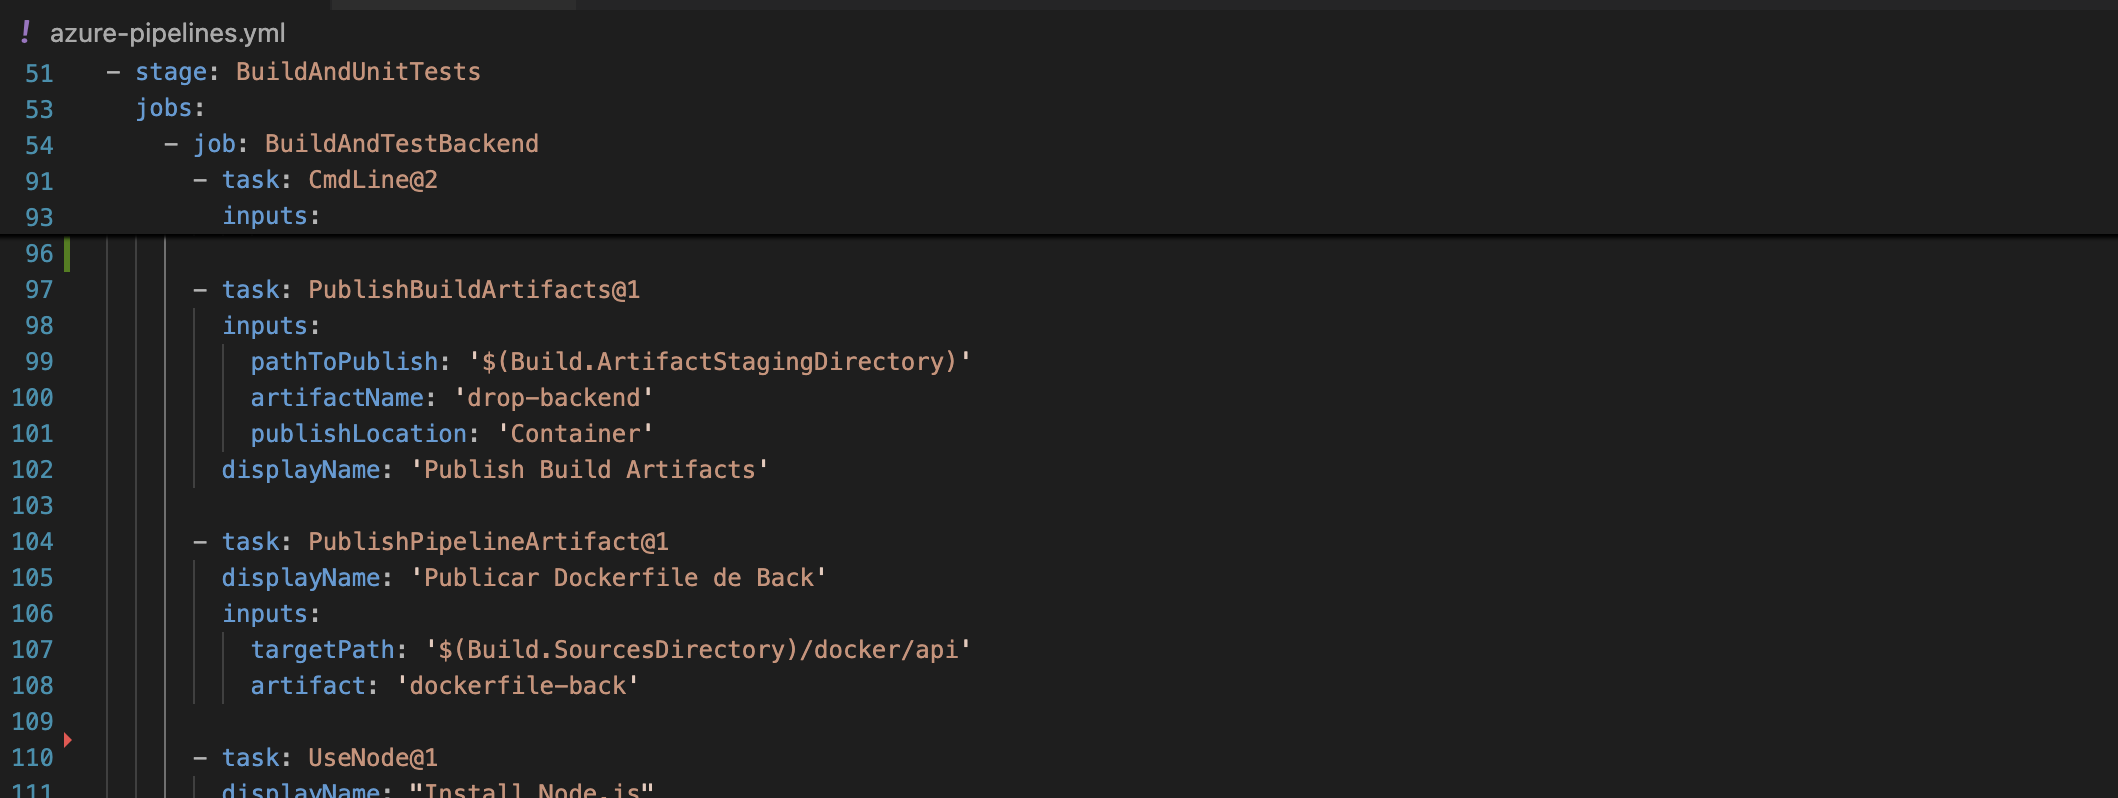 ! azure-pipelines.yml
51 - stage: BuildAndUnitTests
53 jobs:
54 - job: BuildAndTestBackend
91 - task: CmdLine@2
93 inputs:
96
97 - task: PublishBuildArtifacts@1
98 inputs:
99 pathToPublish: '$(Build.ArtifactStagingDirectory)'
100 artifactName: 'drop-backend'
101 publishLocation: 'Container'
102 displayName: 'Publish Build Artifacts'
103
104 - task: PublishPipelineArtifact@1
105 displayName: 'Publicar Dockerfile de Back'
106 inputs:
107 targetPath: '$(Build.SourcesDirectory)/docker/api'
108 artifact: 'dockerfile-back'
109
110 - task: UseNode@1
111 displayName: "Install Node.js"